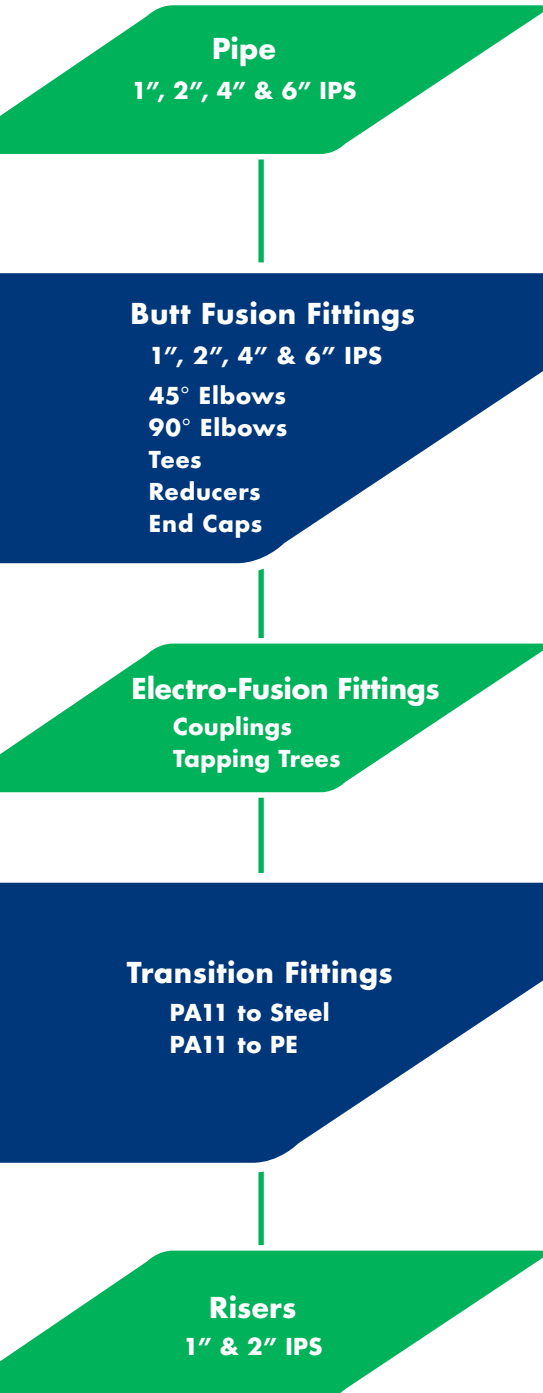 Pipe
1″, 2″, 4″ & 6″ IPS
Butt Fusion Fittings
1″, 2″, 4″ & 6″ IPS
45° Elbows
90° Elbows
Tees
Reducers
End Caps
Electro-Fusion Fittings
Couplings
Tapping Trees
Transition Fittings
PA11 to Steel
PA11 to PE
Risers
1″ & 2″ IPS